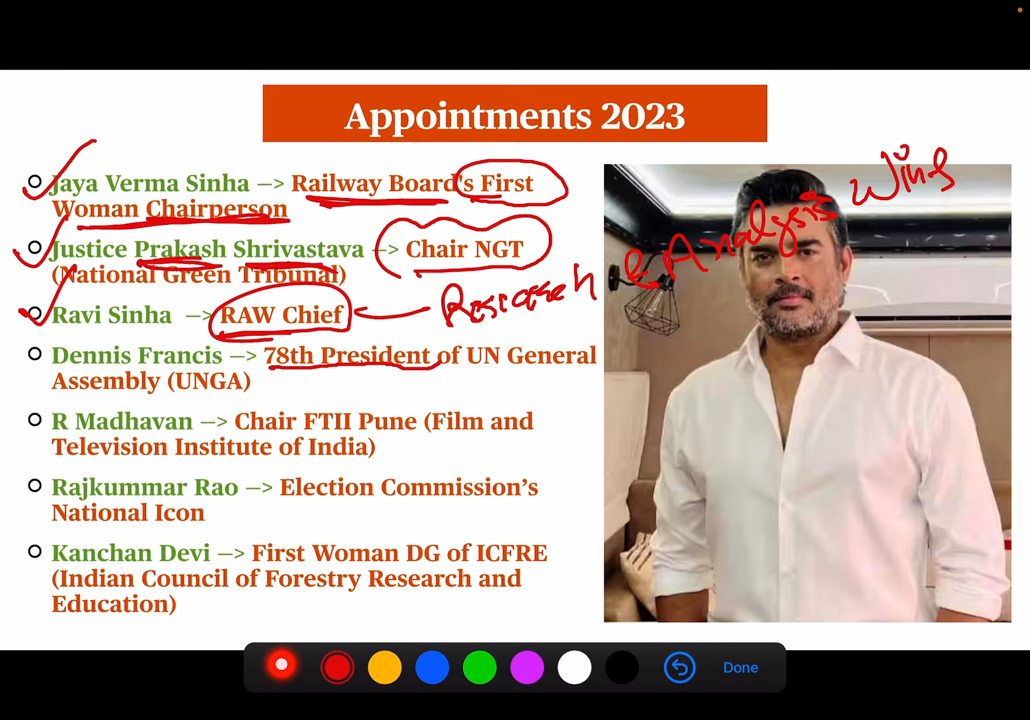 Appointments 2023
Jaya Verma Sinha —> Railway Board's First
Woman Chairperson
Justice Prakash Shrivastava —> Chair NGT
(National Green Tribunal)
Ravi Sinha —> RAW Chief
Research & Analysis Wing
Dennis Francis —> 78th President of UN General
Assembly (UNGA)
R Madhavan —> Chair FTII Pune (Film and
Television Institute of India)
Rajkummar Rao —> Election Commission’s
National Icon
Kanchan Devi —> First Woman DG of ICFRE
(Indian Council of Forestry Research and
Education)
Done